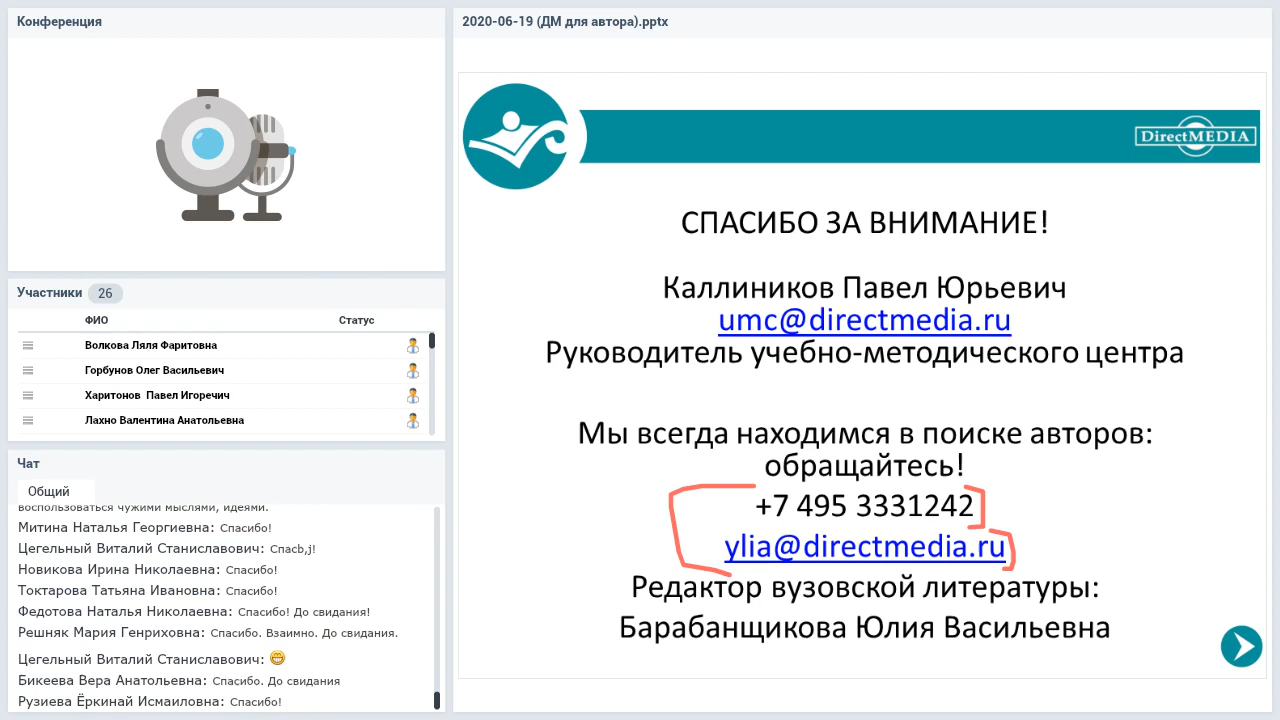 Конференция
Участники 26
ФИО Статус
Волкова Ляля Фаритовна
Горбунов Олег Васильевич
Харитонов Павел Игоречич
Лахно Валентина Анатольевна
Чат
Общий
воспользоваться чужими мыслями, идеями.
Митина Наталья Георгиевна: Спасибо!
Цегельный Виталий Станиславович: Спасb,j!
Новикова Ирина Николаевна: Спасибо!
Токтарова Татьяна Ивановна: Спасибо!
Федотова Наталья Николаевна: Спасибо! До свидания!
Решняк Мария Генриховна: Спасибо. Взаимно. До свидания.
Цегельный Виталий Станиславович:
Бикеева Вера Анатольевна: Спасибо. До свидания
Рузиева Ёркинай Исмаиловна: Спасибо!
2020-06-19 (ДМ для автора).pptx
DirectMEDIA
СПАСИБО ЗА ВНИМАНИЕ!
Каллиников Павел Юрьевич
umc@directmedia.ru
Руководитель учебно-методического центра
Мы всегда находимся в поиске авторов:
обращайтесь!
+7 495 3331242
ylia@directmedia.ru
Редактор вузовской литературы:
Барабанщикова Юлия Васильевна